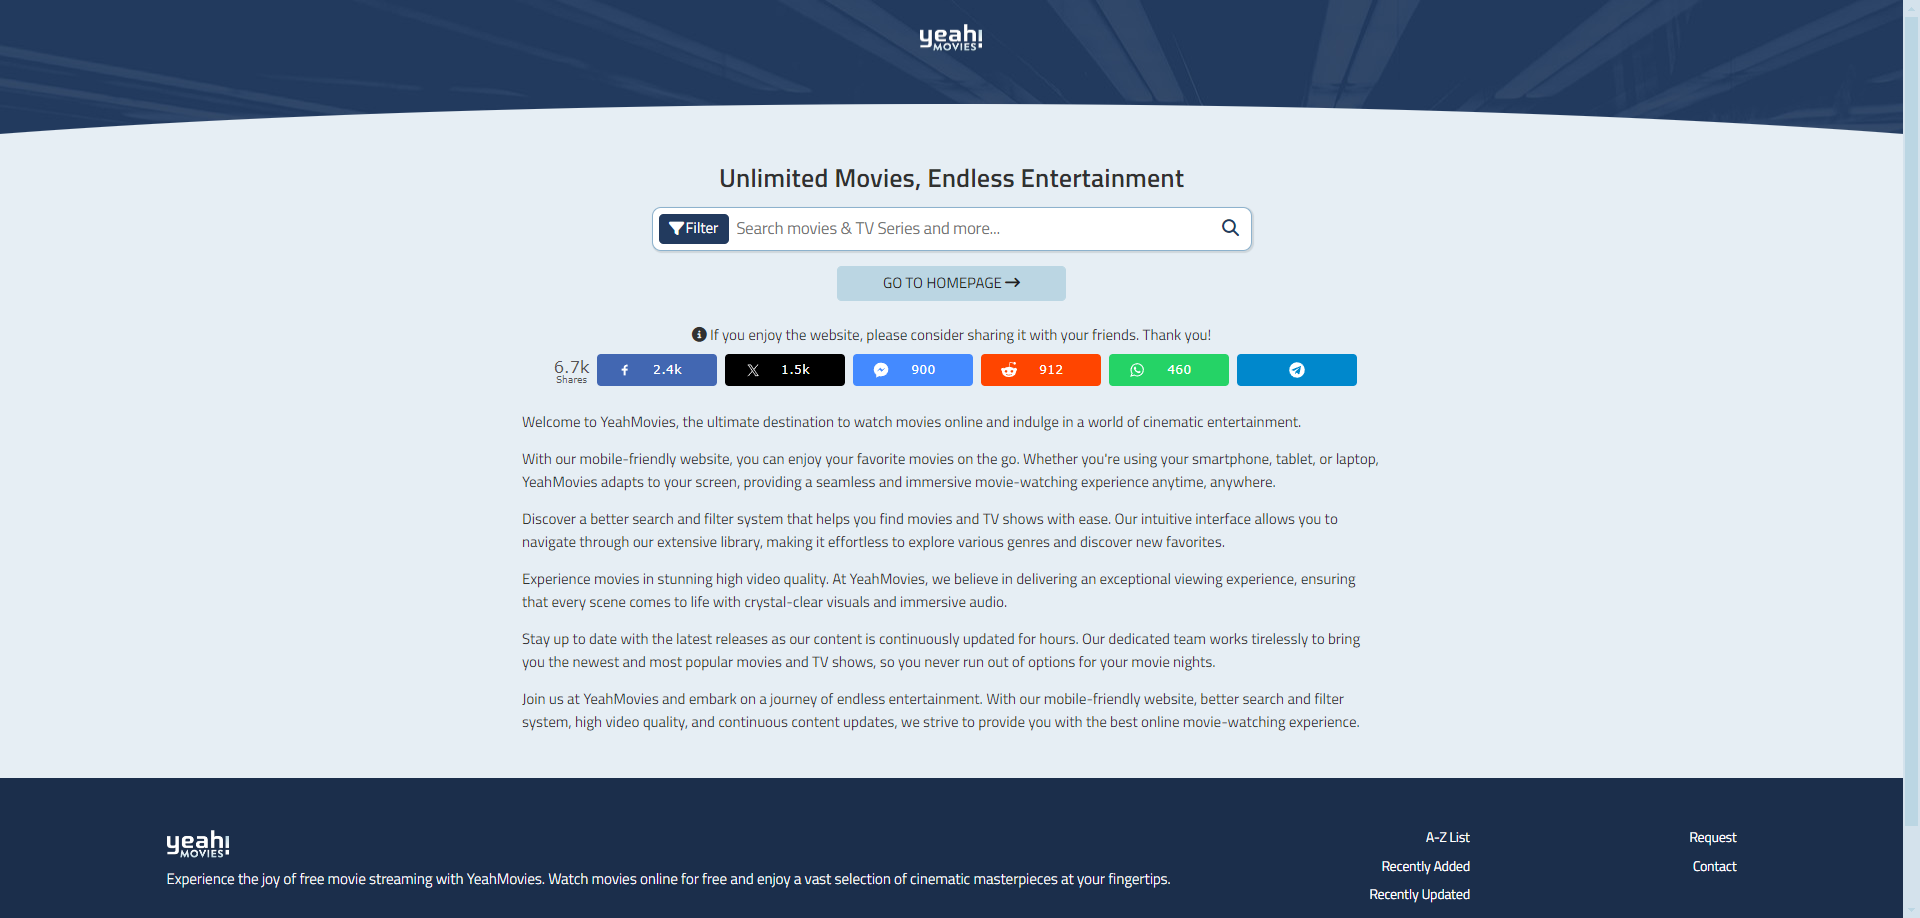 yeah!
MOVIES
Unlimited Movies, Endless Entertainment
Filter Search movies & TV Series and more...
GO TO HOMEPAGE
If you enjoy the website, please consider sharing it with your friends. Thank you!
6.7k
Shares
2.4k
1.5k
900
912
460
Welcome to YeahMovies, the ultimate destination to watch movies online and indulge in a world of cinematic entertainment.
With our mobile-friendly website, you can enjoy your favorite movies on the go. Whether you're using your smartphone, tablet, or laptop,
YeahMovies adapts to your screen, providing a seamless and immersive movie-watching experience anytime, anywhere.
Discover a better search and filter system that helps you find movies and TV shows with ease. Our intuitive interface allows you to
navigate through our extensive library, making it effortless to explore various genres and discover new favorites.
Experience movies in stunning high video quality. At YeahMovies, we believe in delivering an exceptional viewing experience, ensuring
that every scene comes to life with crystal-clear visuals and immersive audio.
Stay up to date with the latest releases as our content is continuously updated for hours. Our dedicated team works tirelessly to bring
you the newest and most popular movies and TV shows, so you never run out of options for your movie nights.
Join us at YeahMovies and embark on a journey of endless entertainment. With our mobile-friendly website, better search and filter
system, high video quality, and continuous content updates, we strive to provide you with the best online movie-watching experience.
yeah!
MOVIES
Experience the joy of free movie streaming with YeahMovies. Watch movies online for free and enjoy a vast selection of cinematic masterpieces at your fingertips.
A-Z List
Recently Added
Recently Updated
Request
Contact